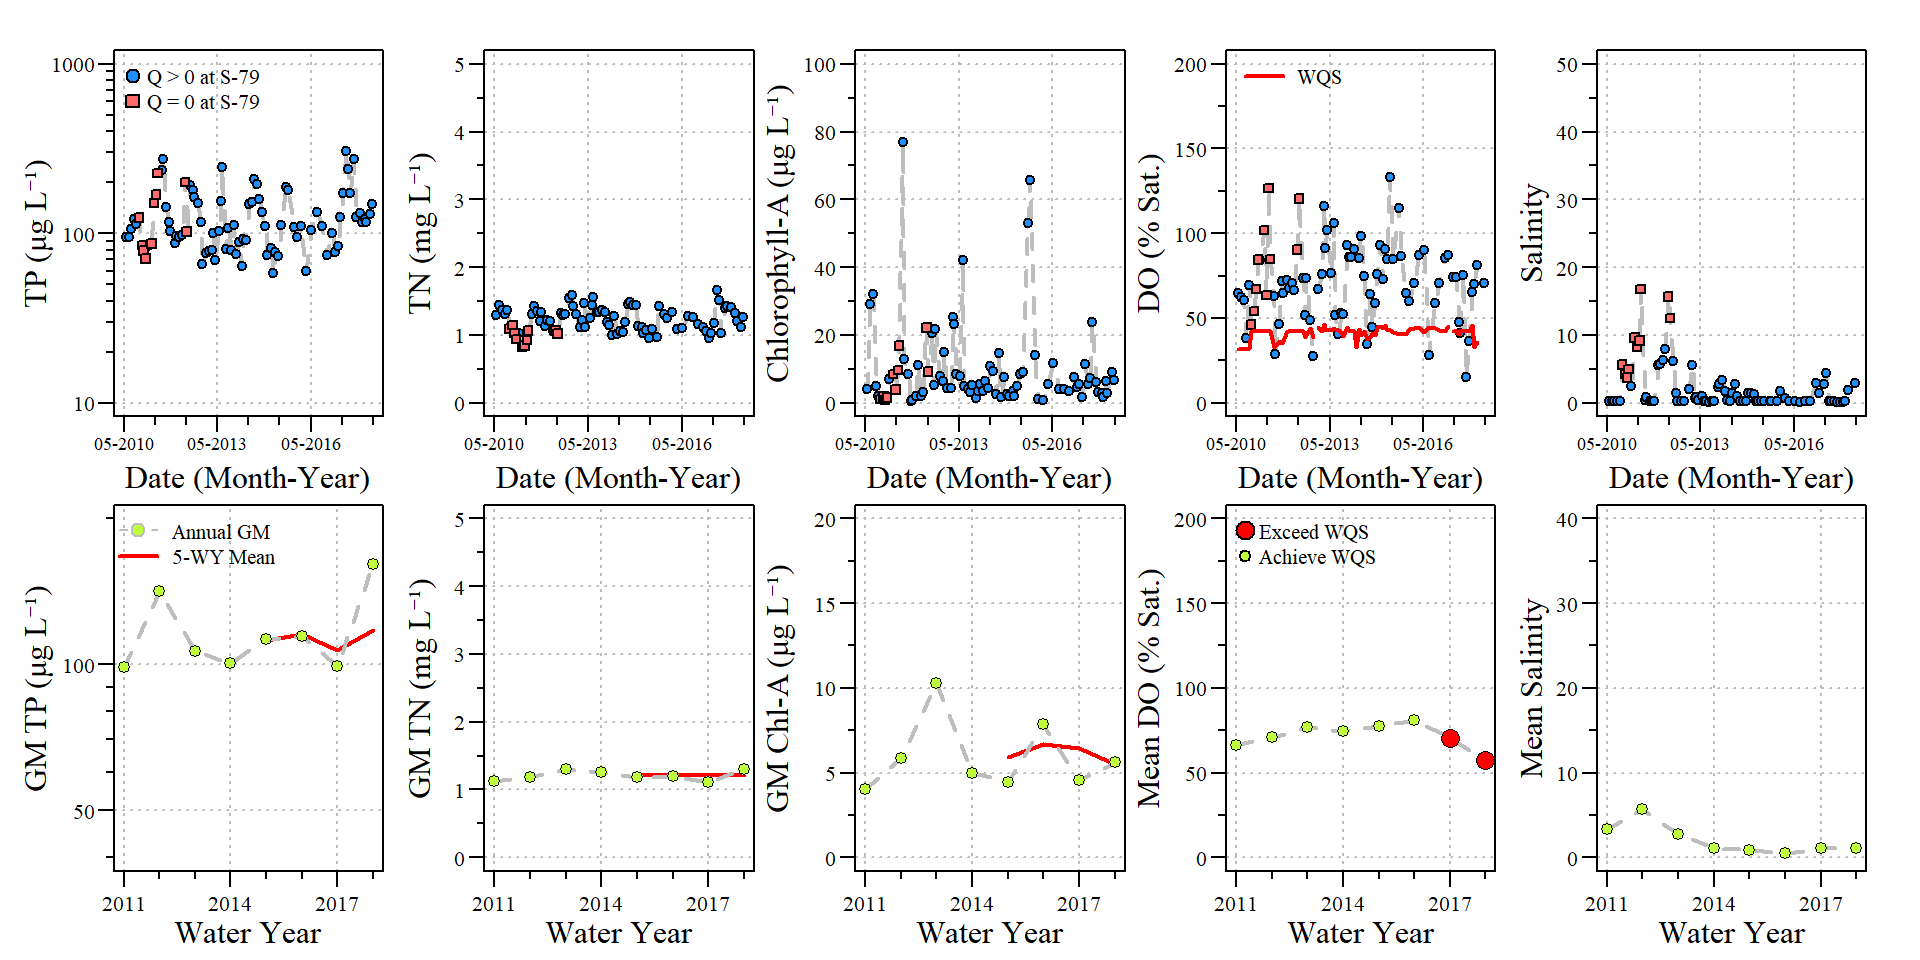 TP (µg L⁻¹)
1000
100
10
Q > 0 at S-79
Q = 0 at S-79
05-2010
05-2013
05-2016
Date (Month-Year)
TN (mg L⁻¹)
5
4
3
2
1
0
05-2010
05-2013
05-2016
Date (Month-Year)
Chlorophyll-A (µg L⁻¹)
100
80
60
40
20
0
05-2010
05-2013
05-2016
Date (Month-Year)
DO (% Sat.)
200
150
100
50
0
WQS
05-2010
05-2013
05-2016
Date (Month-Year)
Salinity
50
40
30
20
10
0
05-2010
05-2013
05-2016
Date (Month-Year)
GM TP (µg L⁻¹)
100
50
Annual GM
5-WY Mean
2011
2014
2017
Water Year
GM TN (mg L⁻¹)
5
4
3
2
1
0
2011
2014
2017
Water Year
GM Chl-A (µg L⁻¹)
20
15
10
5
0
2011
2014
2017
Water Year
Mean DO (% Sat.)
200
150
100
50
0
Exceed WQS
Achieve WQS
2011
2014
2017
Water Year
Mean Salinity
40
30
20
10
0
2011
2014
2017
Water Year